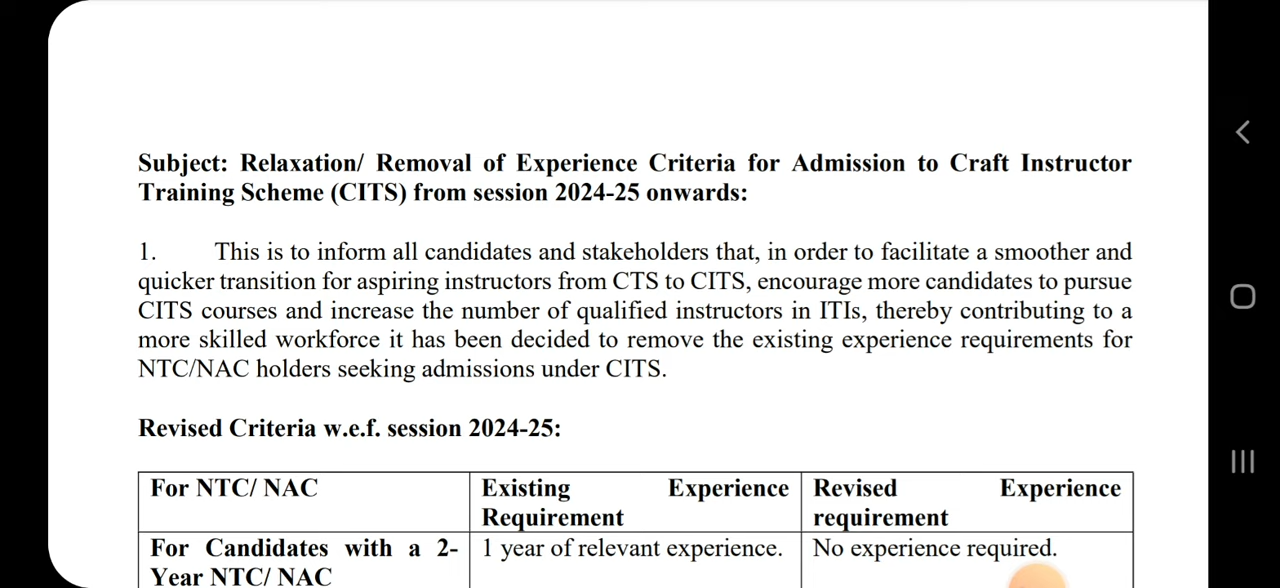 Subject: Relaxation/ Removal of Experience Criteria for Admission to Craft Instructor
Training Scheme (CITS) from session 2024-25 onwards:
1. This is to inform all candidates and stakeholders that, in order to facilitate a smoother and
quicker transition for aspiring instructors from CTS to CITS, encourage more candidates to pursue
CITS courses and increase the number of qualified instructors in ITIs, thereby contributing to a
more skilled workforce it has been decided to remove the existing experience requirements for
NTC/NAC holders seeking admissions under CITS.
Revised Criteria w.e.f. session 2024-25:
For NTC/ NAC
Existing Experience
Requirement
Revised Experience
requirement
For Candidates with a 2-
Year NTC/ NAC
1 year of relevant experience.
No experience required.